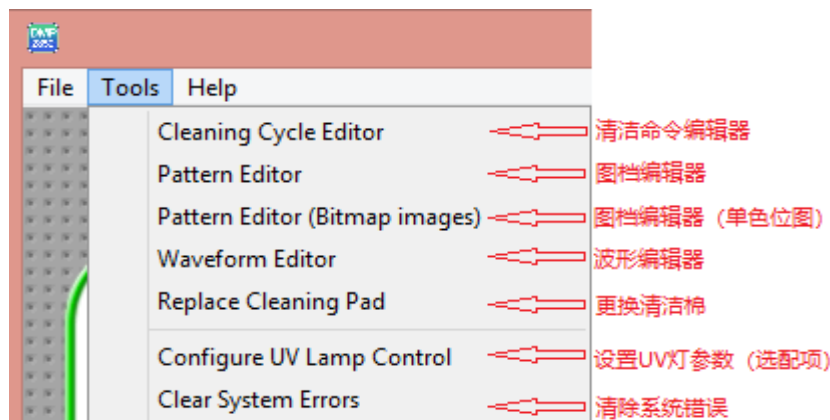 File Tools Help
Cleaning Cycle Editor 清洁命令编辑器
Pattern Editor 图档编辑器
Pattern Editor (Bitmap images) 图档编辑器（单色位图）
Waveform Editor 波形编辑器
Replace Cleaning Pad 更换清洁棉
Configure UV Lamp Control 设置UV灯参数（选配项）
Clear System Errors 清除系统错误